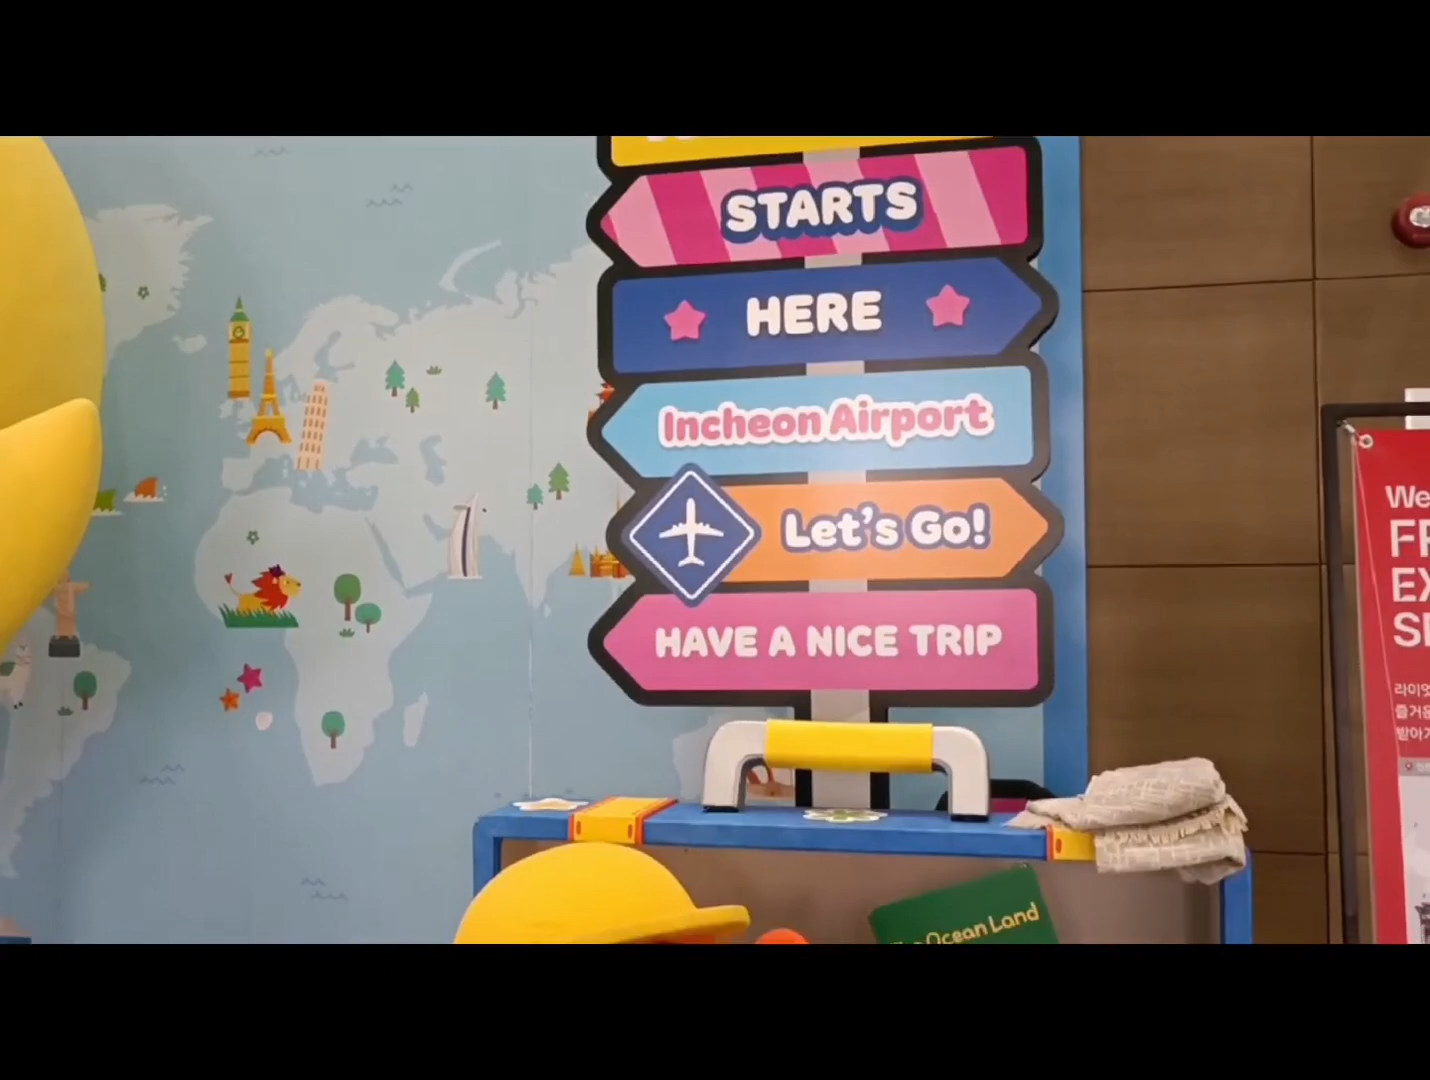 STARTS
HERE
Incheon Airport
Let's Go!
HAVE A NICE TRIP
Ocean Land